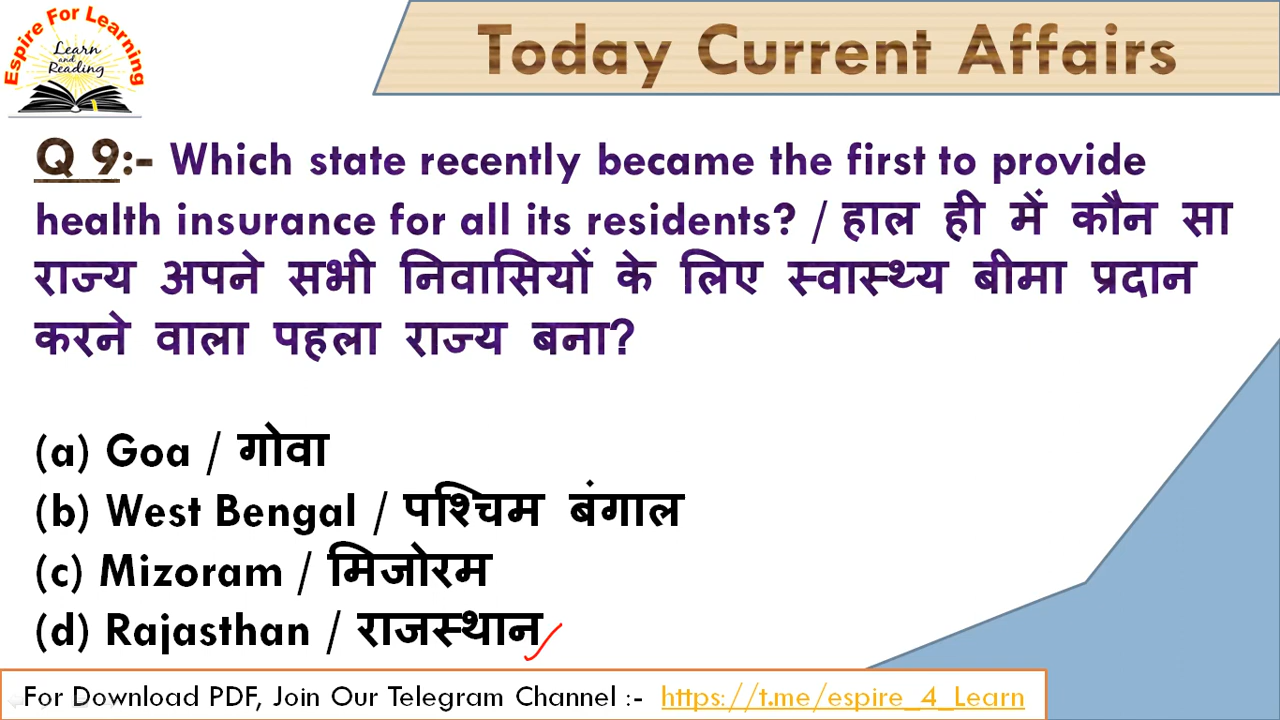 Espire For Learning
Learn
and
Reading
Today Current Affairs
Q 9:- Which state recently became the first to provide
health insurance for all its residents? / हाल ही में कौन सा
राज्य अपने सभी निवासियों के लिए स्वास्थ्य बीमा प्रदान
करने वाला पहला राज्य बना?
(a) Goa / गोवा
(b) West Bengal / पश्चिम बंगाल
(c) Mizoram / मिजोरम
(d) Rajasthan / राजस्थान
For Download PDF, Join Our Telegram Channel :- https://t.me/espire_4_Learn